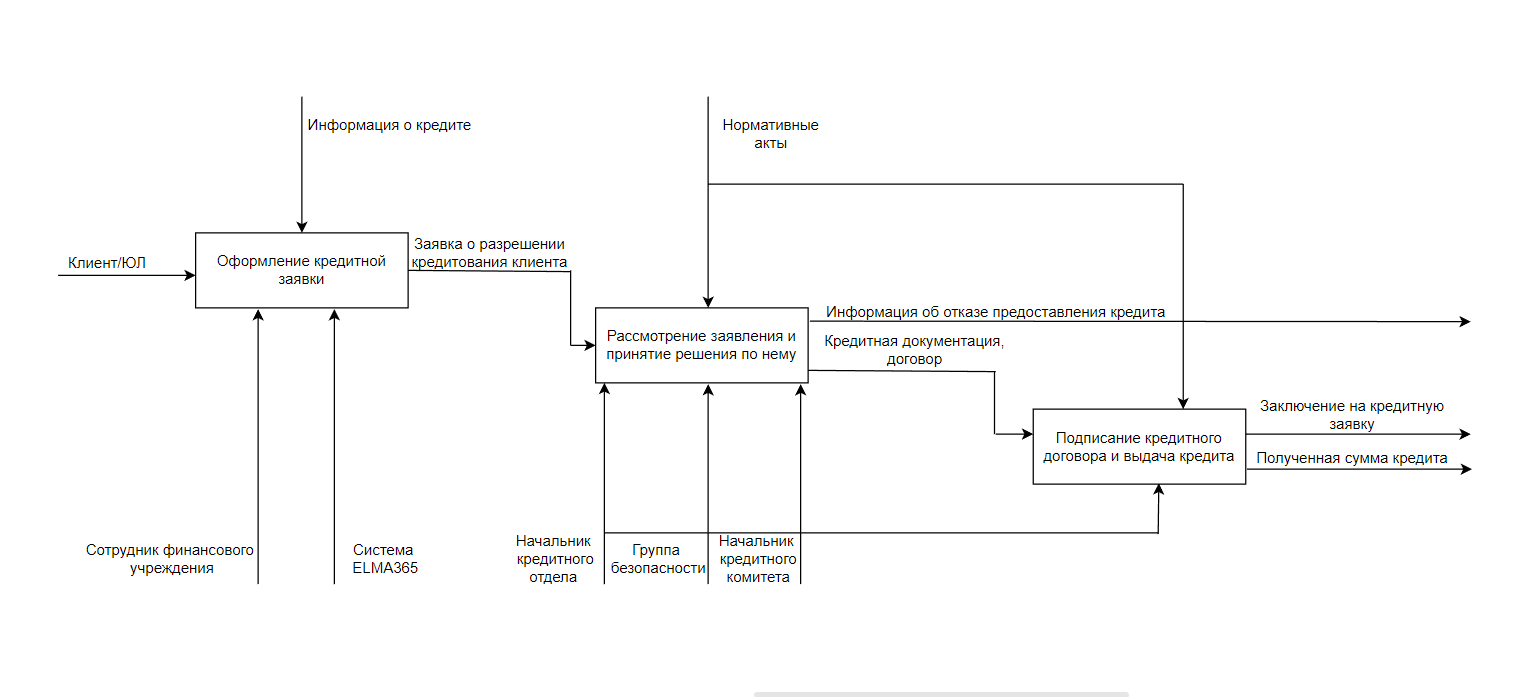 Информация о кредите
Нормативные
акты
Клиент/ЮЛ
Оформление кредитной
заявки
Заявка о разрешении
кредитования клиента
Рассмотрение заявления и
принятие решения по нему
Информация об отказе предоставления кредита
Кредитная документация,
договор
Подписание кредитного
договора и выдача кредита
Заключение на кредитную
заявку
Полученная сумма кредита
Сотрудник финансового
учреждения
Система
ELMA365
Начальник
кредитного
отдела
Группа
безопасности
Начальник
кредитного
комитета